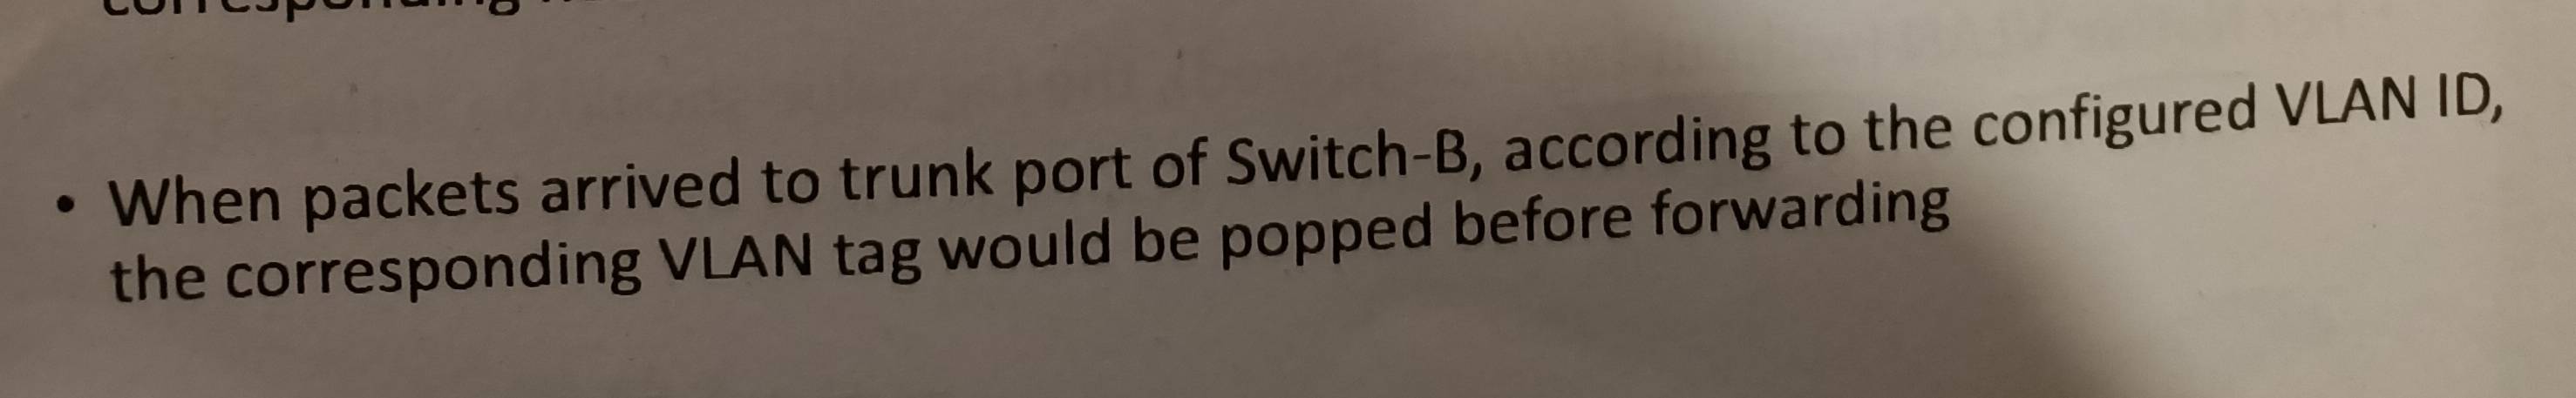 • When packets arrived to trunk port of Switch-B, according to the configured VLAN ID,
the corresponding VLAN tag would be popped before forwarding